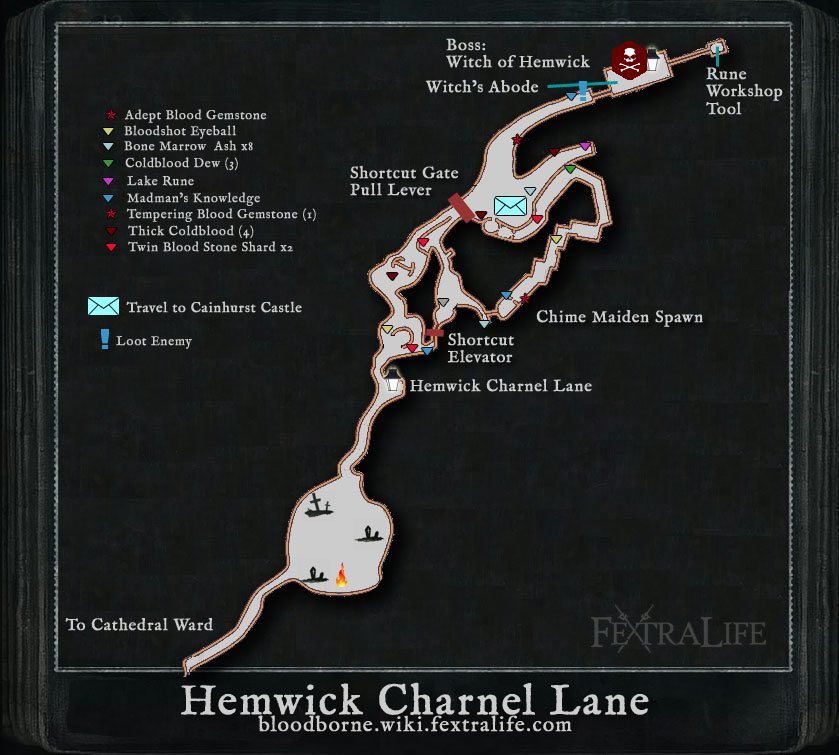 Boss:
Witch of Hemwick
Witch's Abode
Rune
Workshop
Tool
Adept Blood Gemstone
Bloodshot Eyeball
Bone Marrow Ash x8
Coldblood Dew (3)
Lake Rune
Madman's Knowledge
Tempering Blood Gemstone (1)
Thick Coldblood (4)
Twin Blood Stone Shard x2
Shortcut Gate
Pull Lever
Travel to Cainhurst Castle
Loot Enemy
Chime Maiden Spawn
Shortcut
Elevator
Hemwick Charnel Lane
To Cathedral Ward
FEXTRALIFE
Hemwick Charnel Lane
bloodborne.wiki.fextralife.com